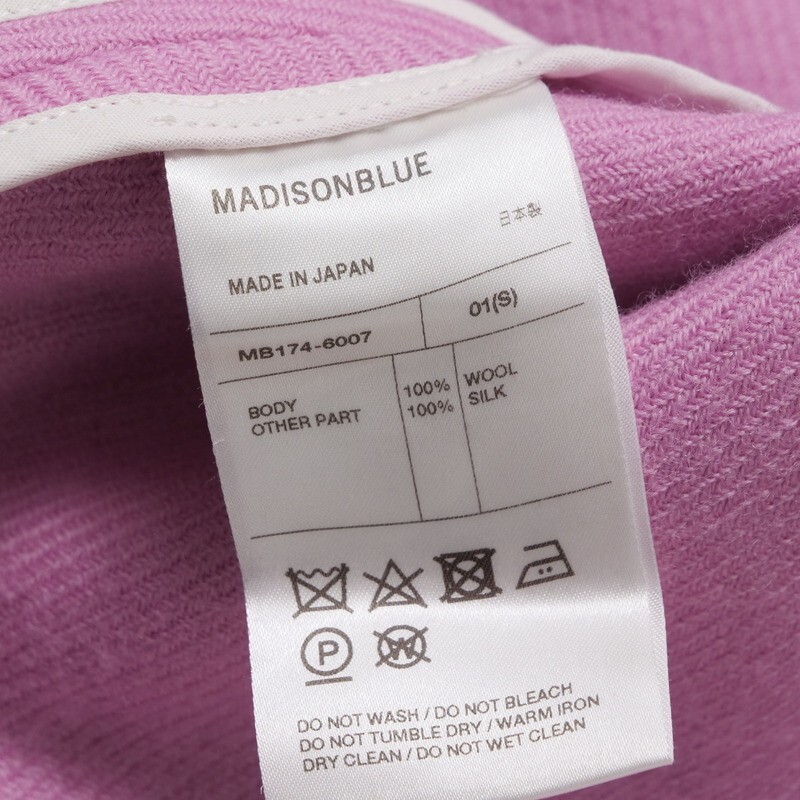 MADISONBLUE
日本製
MADE IN JAPAN
MB174-6007 01(S)
BODY 100% WOOL
OTHER PART 100% SILK
P
W
DO NOT WASH / DO NOT BLEACH
DO NOT TUMBLE DRY / WARM IRON
DRY CLEAN / DO NOT WET CLEAN